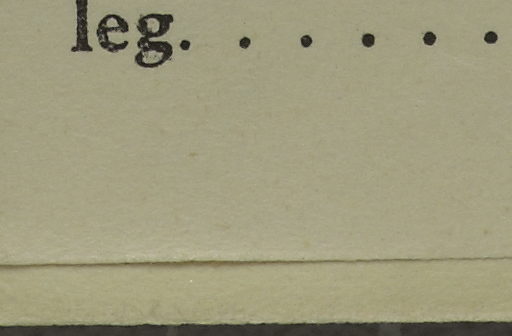 leg. . . . . .